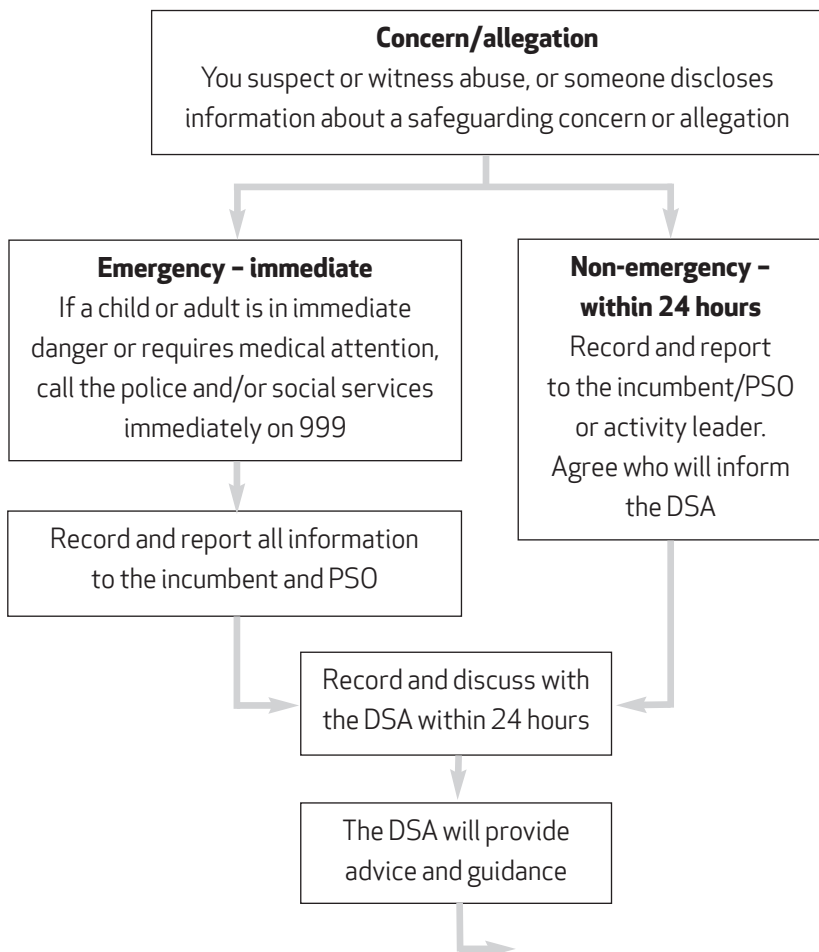 Concern/allegation
You suspect or witness abuse, or someone discloses
information about a safeguarding concern or allegation
Emergency – immediate
If a child or adult is in immediate
danger or requires medical attention,
call the police and/or social services
immediately on 999
Non-emergency –
within 24 hours
Record and report
to the incumbent/PSO
or activity leader.
Agree who will inform
the DSA
Record and report all information
to the incumbent and PSO
Record and discuss with
the DSA within 24 hours
The DSA will provide
advice and guidance